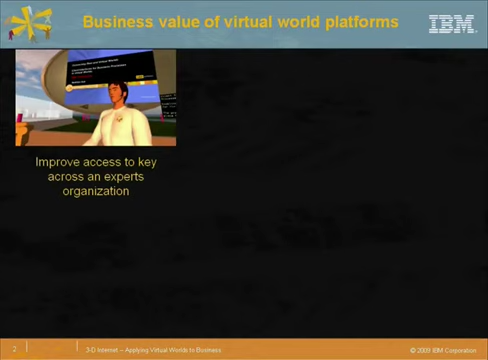 Business value of virtual world platforms
IBM
Improve access to key
across an experts
organization
2
3-D Internet – Applying Virtual Worlds to Business
© 2009 IBM Corporation